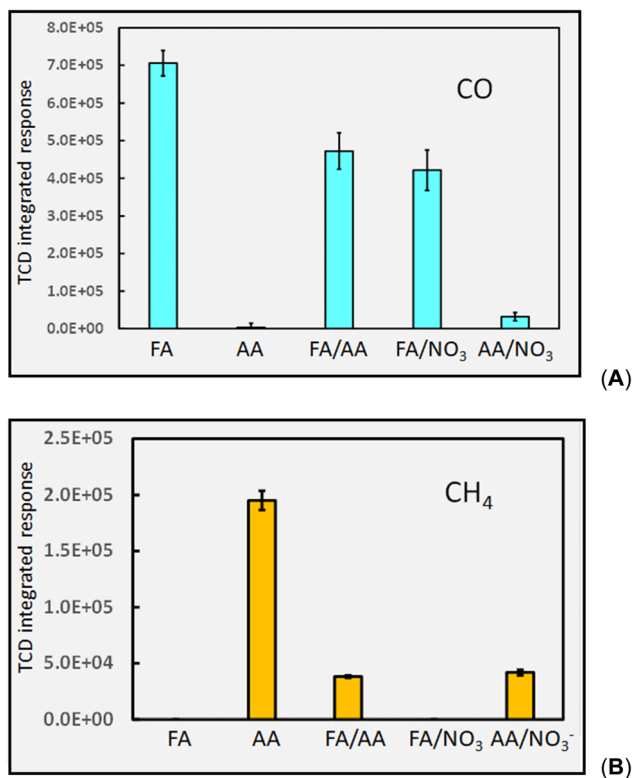 8.0E+05
7.0E+05
6.0E+05
5.0E+05
4.0E+05
3.0E+05
2.0E+05
1.0E+05
0.0E+00
TCD integrated response
CO
FA AA FA/AA FA/NO3 AA/NO3
(A)
2.5E+05
2.0E+05
1.5E+05
1.0E+05
5.0E+04
0.0E+00
TCD integrated response
CH4
FA AA FA/AA FA/NO3 AA/NO3-
(B)